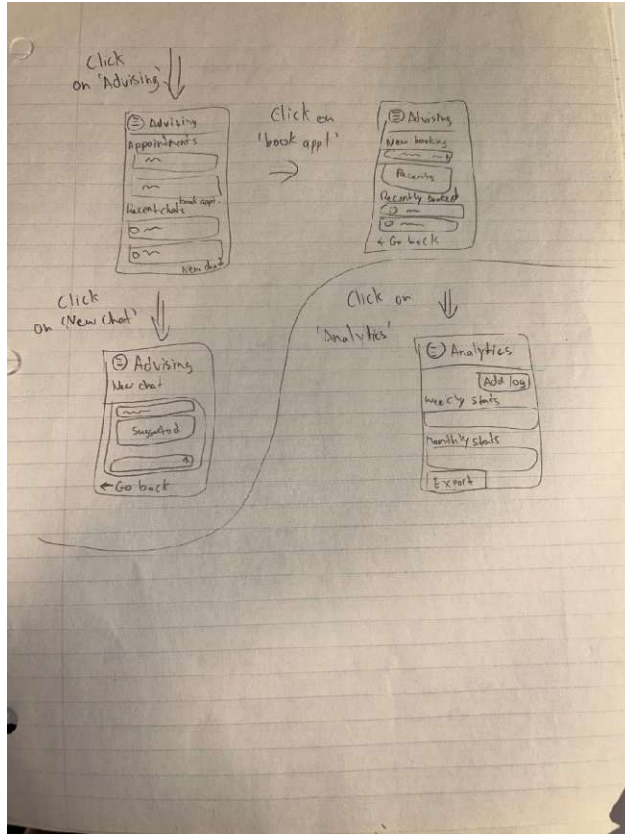 Click
on 'Advising'
Advising
Appointments
book appt.
Recent chats
New chat
Click on
'book appt'
Advising
New booking
Recents
Recently booked
← Go back
Click
on 'New Chat'
Advising
New chat
Suggested
← Go back
Click on
'Analytics'
Analytics
Add log
Weekly stats
Monthly stats
Export